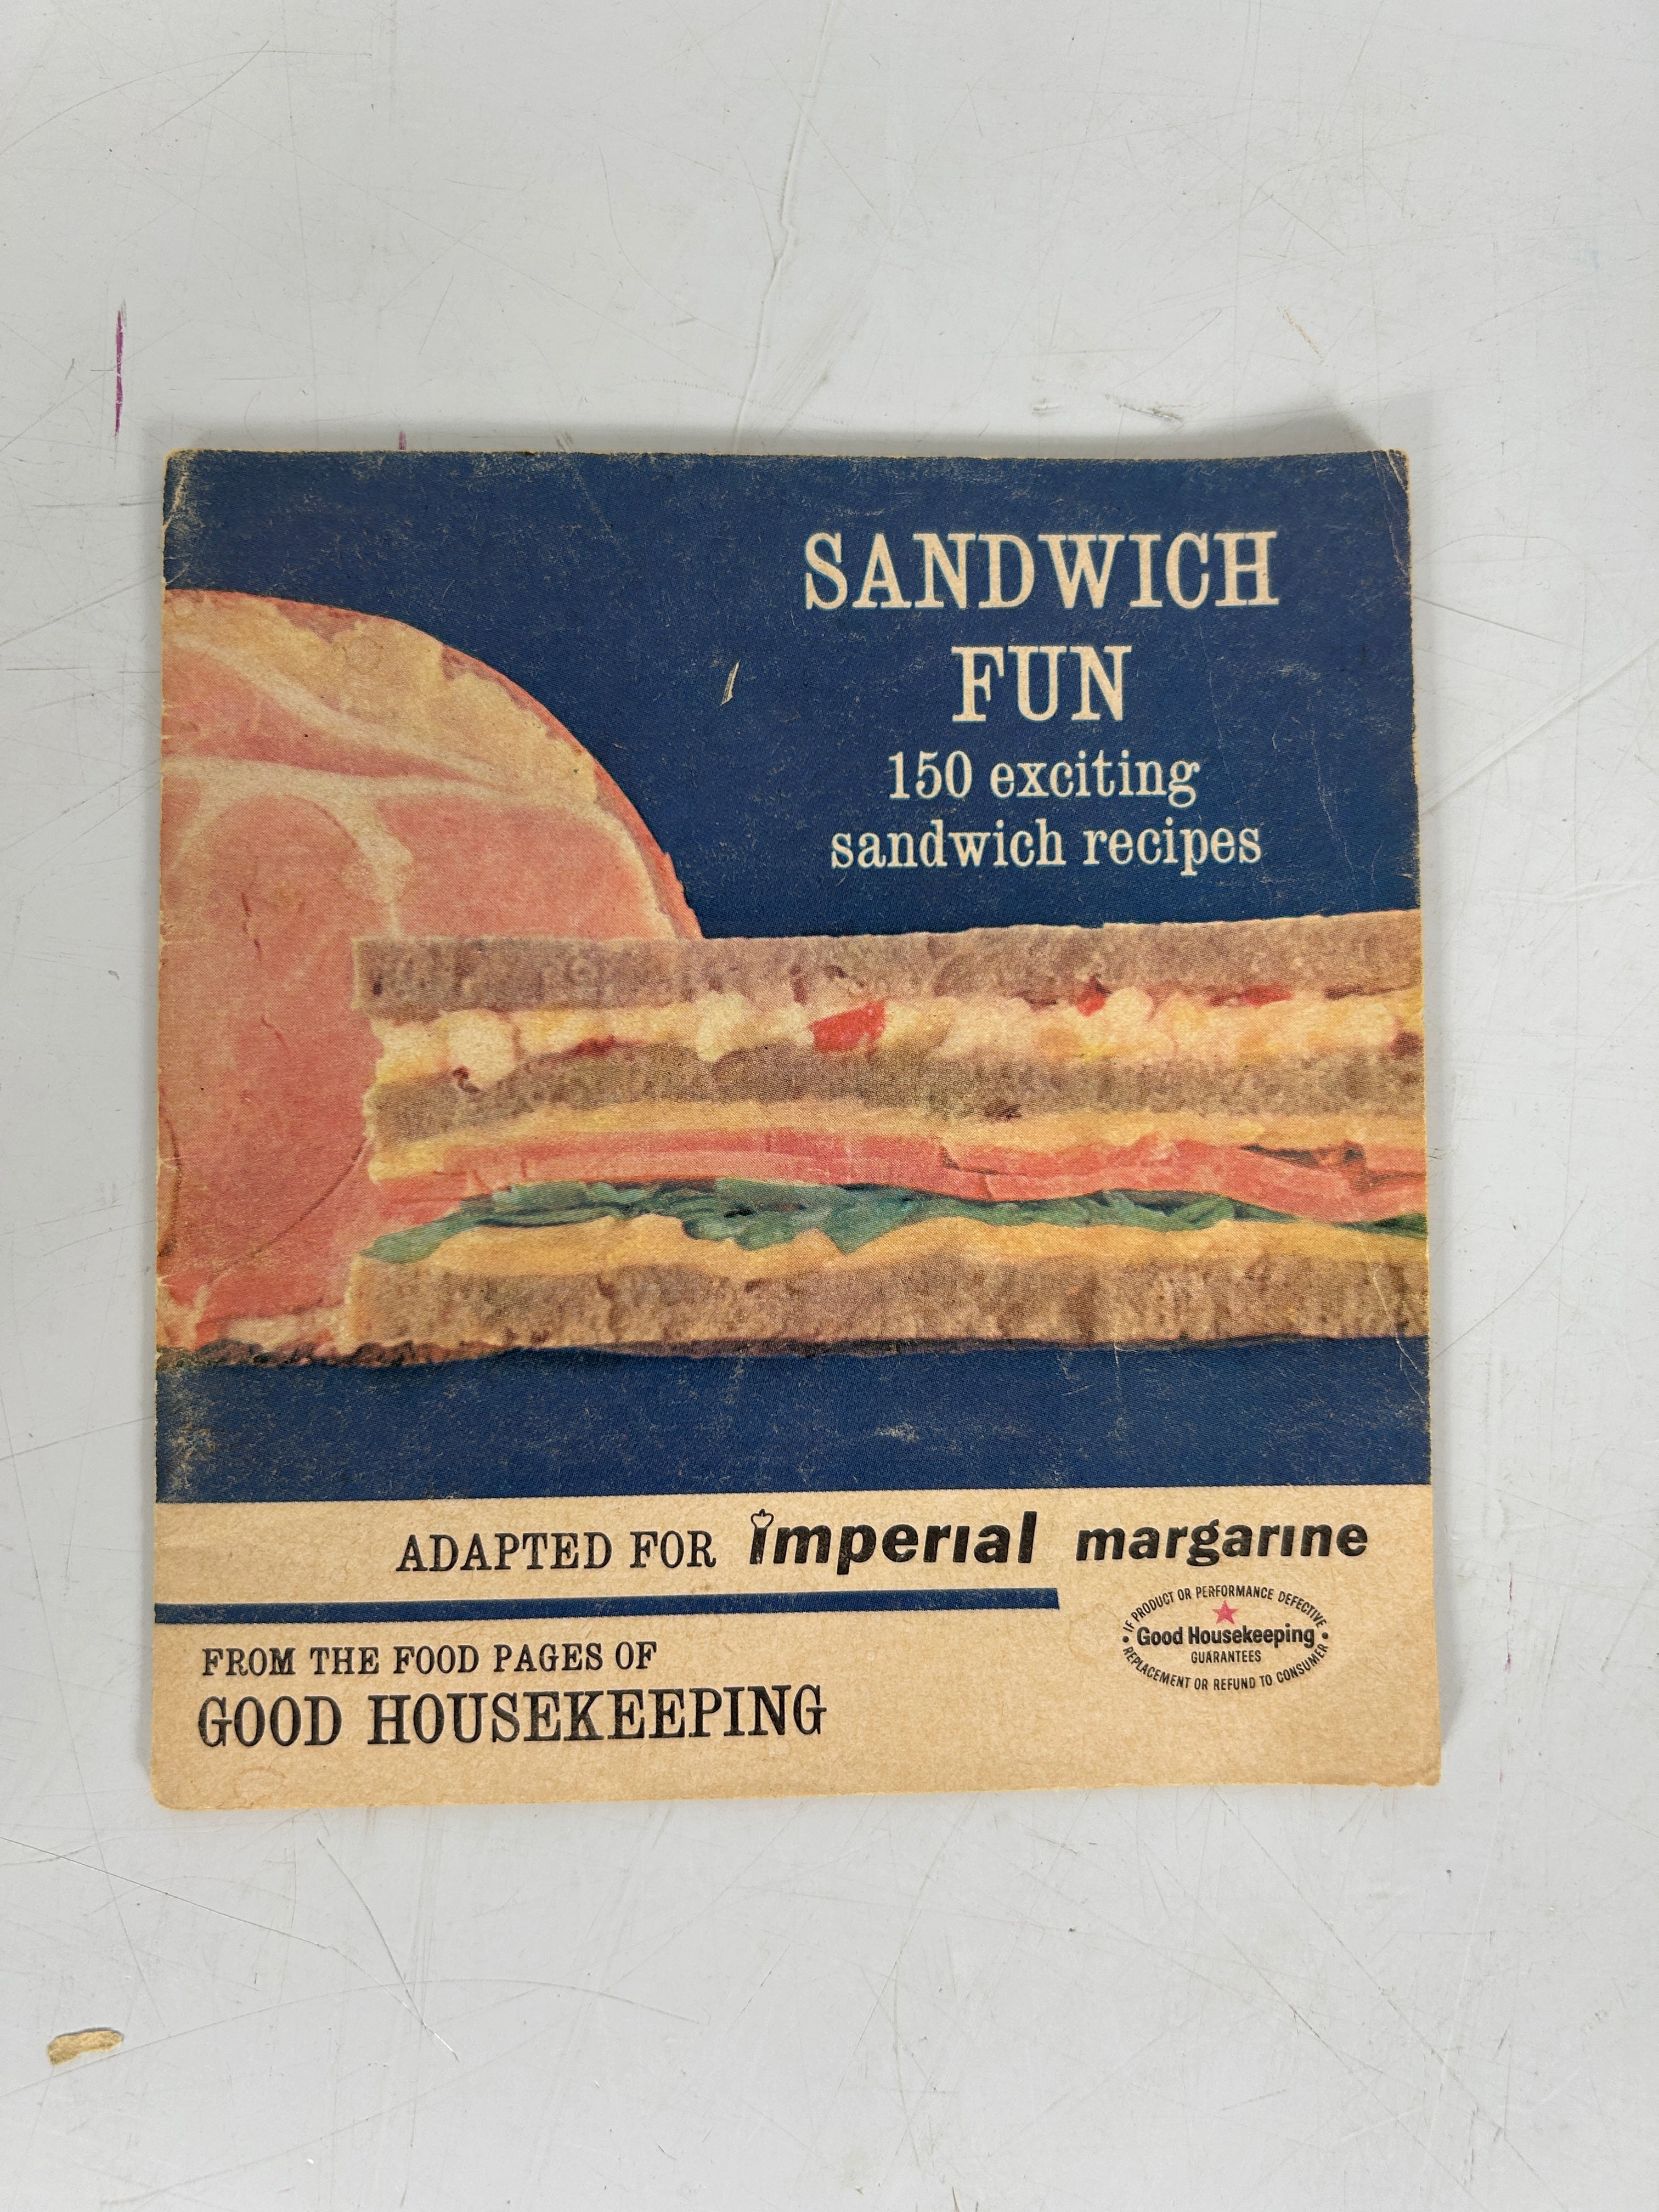 SANDWICH
FUN
150 exciting
sandwich recipes
ADAPTED FOR imperial margarine
IF PRODUCT OR PERFORMANCE DEFECTIVE
Good Housekeeping
GUARANTEES
REPLACEMENT OR REFUND TO CONSUMER
FROM THE FOOD PAGES OF
GOOD HOUSEKEEPING